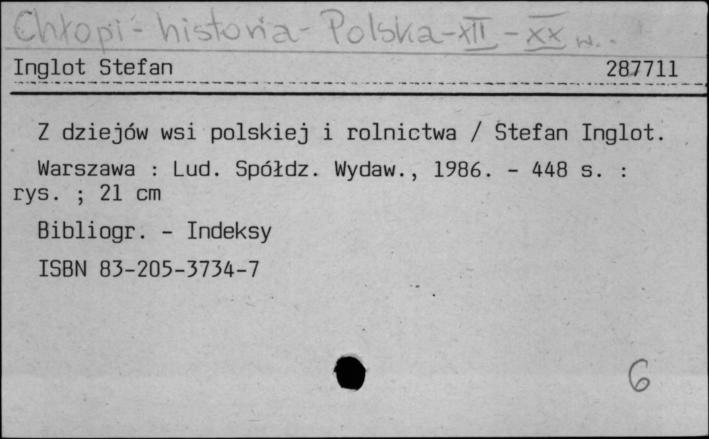 Chłopi - historia - Polska - XII - XX w.
Inglot Stefan 287711
Z dziejów wsi polskiej i rolnictwa / Stefan Inglot.
Warszawa : Lud. Spółdz. Wydaw., 1986. - 448 s. :
rys. ; 21 cm
Bibliogr. - Indeksy
ISBN 83-205-3734-7
6